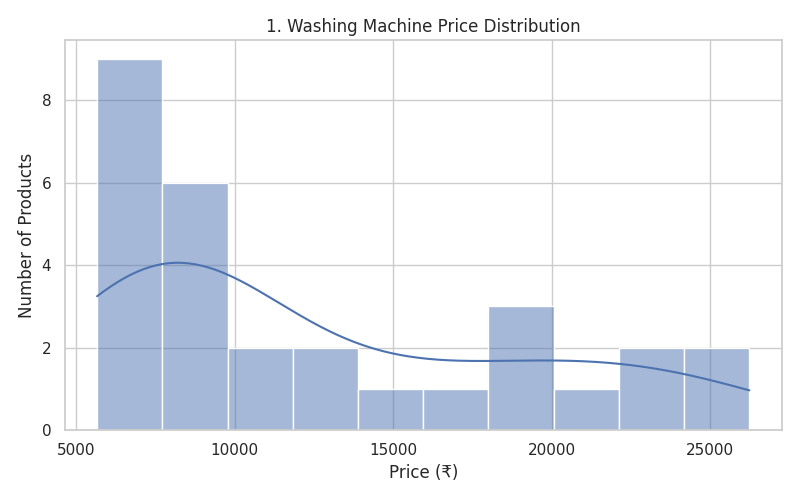 1. Washing Machine Price Distribution
Number of Products
8
6
4
2
0
5000 10000 15000 20000 25000
Price (₹)